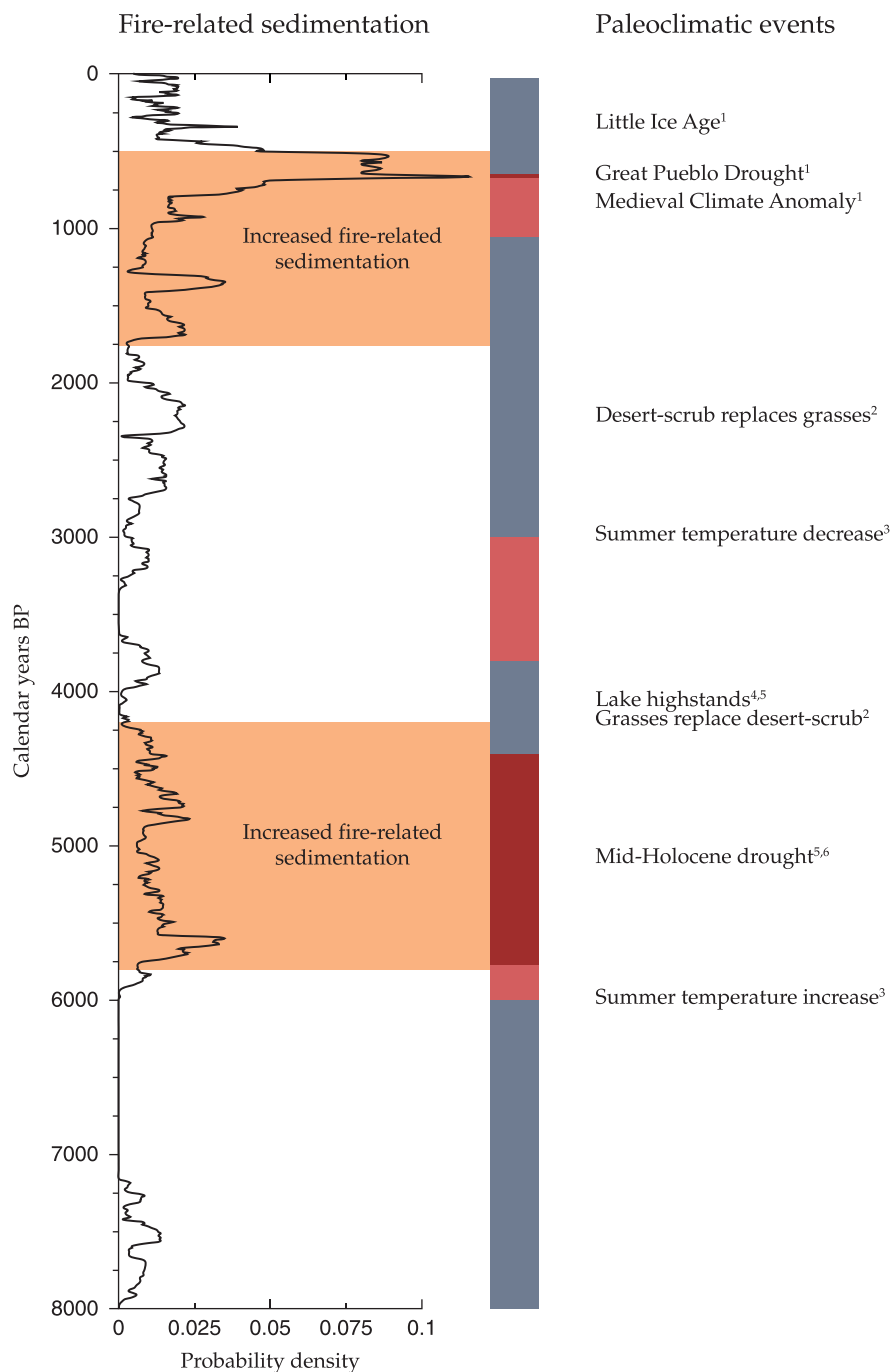 Fire-related sedimentation
Paleoclimatic events
0
Little Ice Age¹
Great Pueblo Drought¹
Medieval Climate Anomaly¹
1000
Increased fire-related
sedimentation
2000
Desert-scrub replaces grasses²
3000
Summer temperature decrease³
Calendar years BP
4000
Lake highstands⁴,⁵
Grasses replace desert-scrub²
5000
Increased fire-related
sedimentation
Mid-Holocene drought⁵,⁶
6000
Summer temperature increase³
7000
8000
0 0.025 0.05 0.075 0.1
Probability density